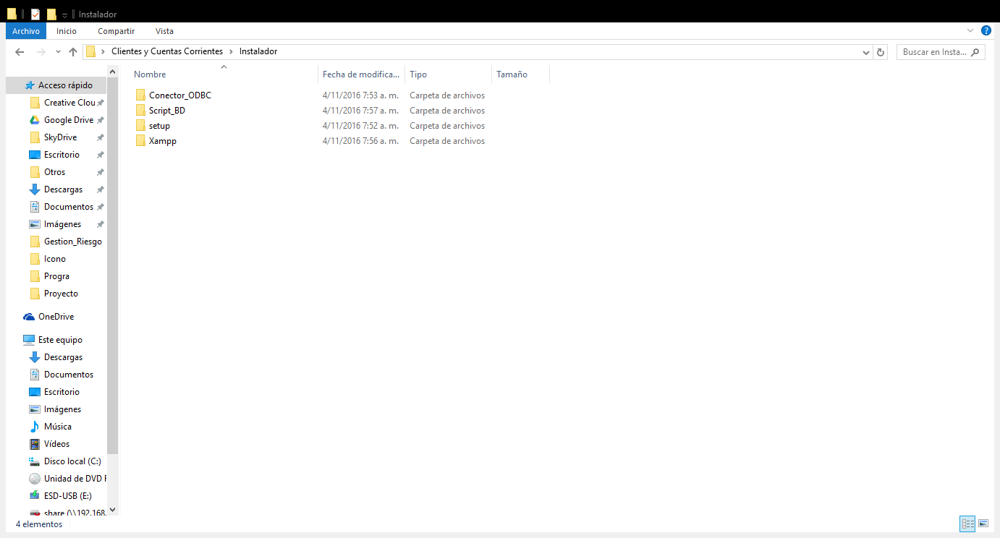 Instalador
Archivo Inicio Compartir Vista
Clientes y Cuentas Corrientes Instalador Buscar en Insta...
Nombre Fecha de modifica... Tipo Tamaño
Conector_ODBC 4/11/2016 7:53 a. m. Carpeta de archivos
Script_BD 4/11/2016 7:57 a. m. Carpeta de archivos
setup 4/11/2016 7:52 a. m. Carpeta de archivos
Xampp 4/11/2016 7:56 a. m. Carpeta de archivos
Acceso rápido
Creative Clou
Google Drive
SkyDrive
Escritorio
Otros
Descargas
Documentos
Imágenes
Gestion_Riesgo
Icono
Progra
Proyecto
OneDrive
Este equipo
Descargas
Documentos
Escritorio
Imágenes
Música
Vídeos
Disco local (C:)
Unidad de DVD R
ESD-USB (E:)
share (\\192.168.
4 elementos